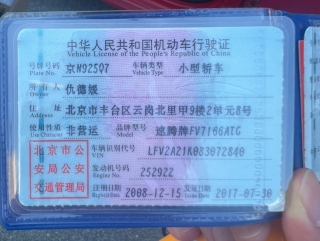 中华人民共和国机动车行驶证
Vehicle License of the People's Republic of China
号牌号码 京N925Q7 车辆类型 小型轿车
Plate No. Vehicle Type
所有人
Owner 仇德媛
住址 北京市丰台区云岗北里甲9楼2单元8号
Address
使用性质 非营运 品牌型号 速腾牌FV7166ATG
Use Character Model
北京市公 车辆识别代号 LFV2A21K083072840
VIN
安局公安 发动机号码 252922
Engine No.
交通管理局 注册日期 2008-12-15 发证日期 2017-07-30
Register Date Issue Date